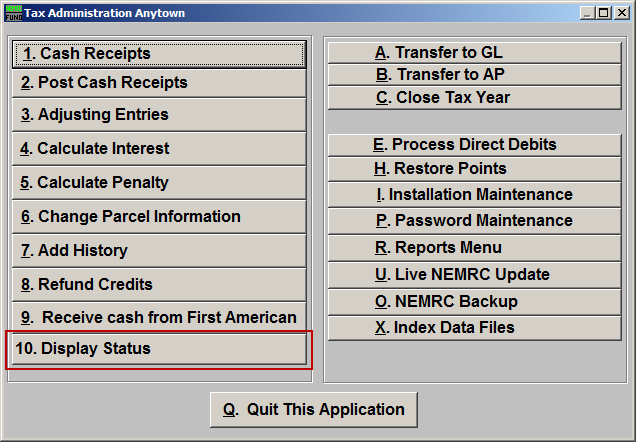 FUND
Tax Administration Anytown
1. Cash Receipts
2. Post Cash Receipts
3. Adjusting Entries
4. Calculate Interest
5. Calculate Penalty
6. Change Parcel Information
7. Add History
8. Refund Credits
9. Receive cash from First American
10. Display Status
A. Transfer to GL
B. Transfer to AP
C. Close Tax Year
E. Process Direct Debits
H. Restore Points
I. Installation Maintenance
P. Password Maintenance
R. Reports Menu
U. Live NEMRC Update
O. NEMRC Backup
X. Index Data Files
Q. Quit This Application